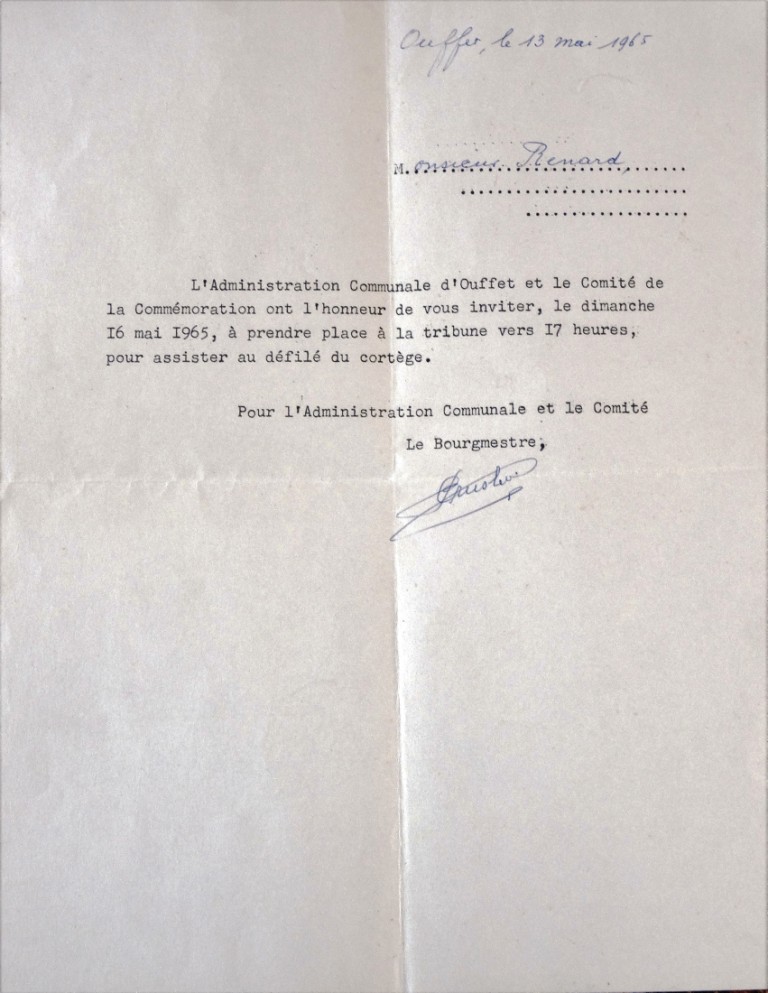 Ouffet, le 13 mai 1965
Monsieur Renard,
L'Administration Communale d'Ouffet et le Comité de
la Commémoration ont l'honneur de vous inviter, le dimanche
I6 mai I965, à prendre place à la tribune vers I7 heures,
pour assister au défilé du cortège.
Pour l'Administration Communale et le Comité
Le Bourgmestre,